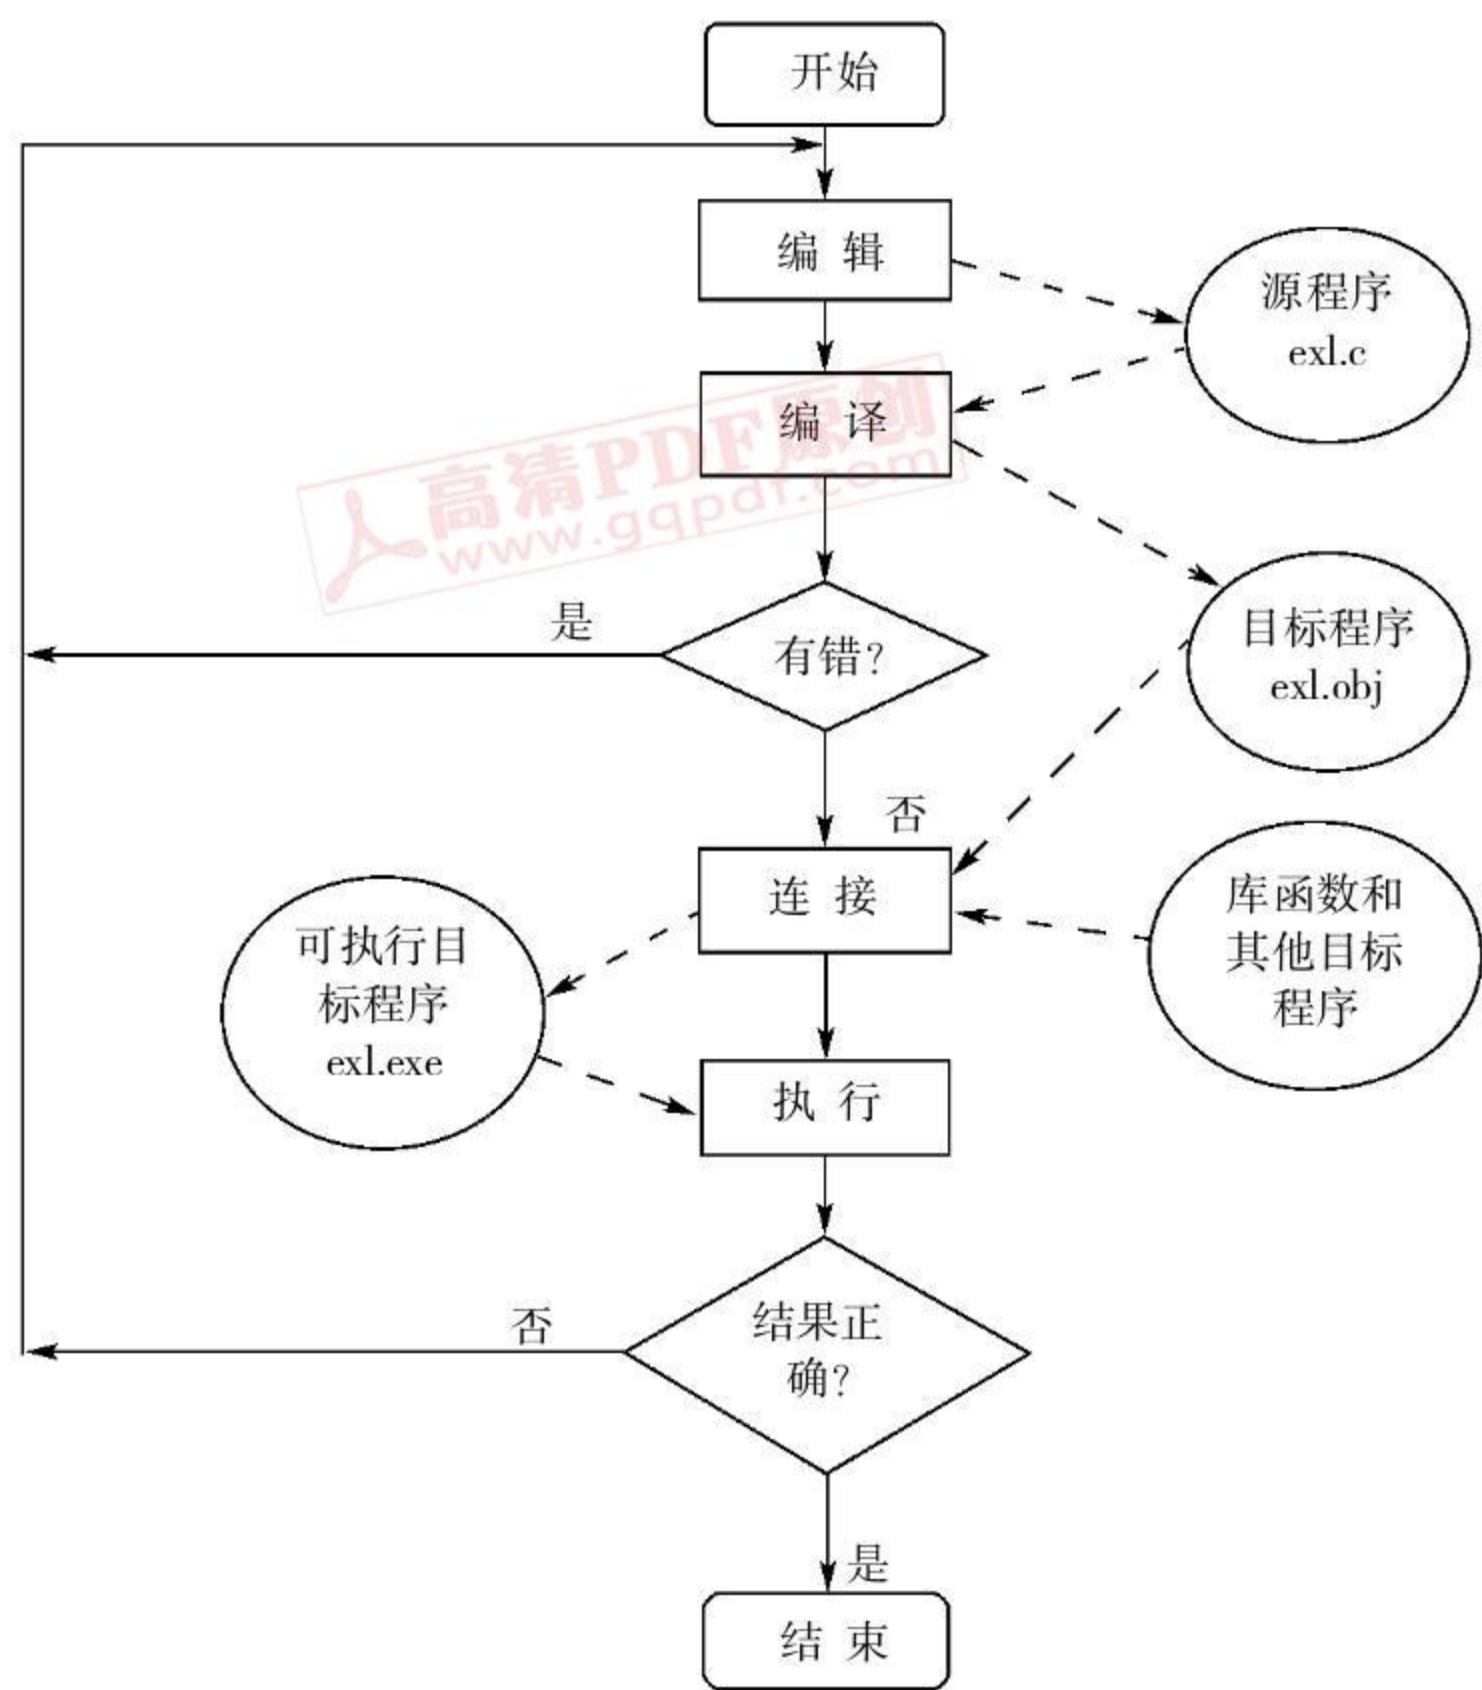 开始
编 辑
源程序
exl.c
编 译
高清PDF原创
www.gqpdf.com
是
有错?
目标程序
exl.obj
否
连 接
库函数和
其他目标
程序
可执行目
标程序
exl.exe
执 行
否
结果正
确?
是
结 束